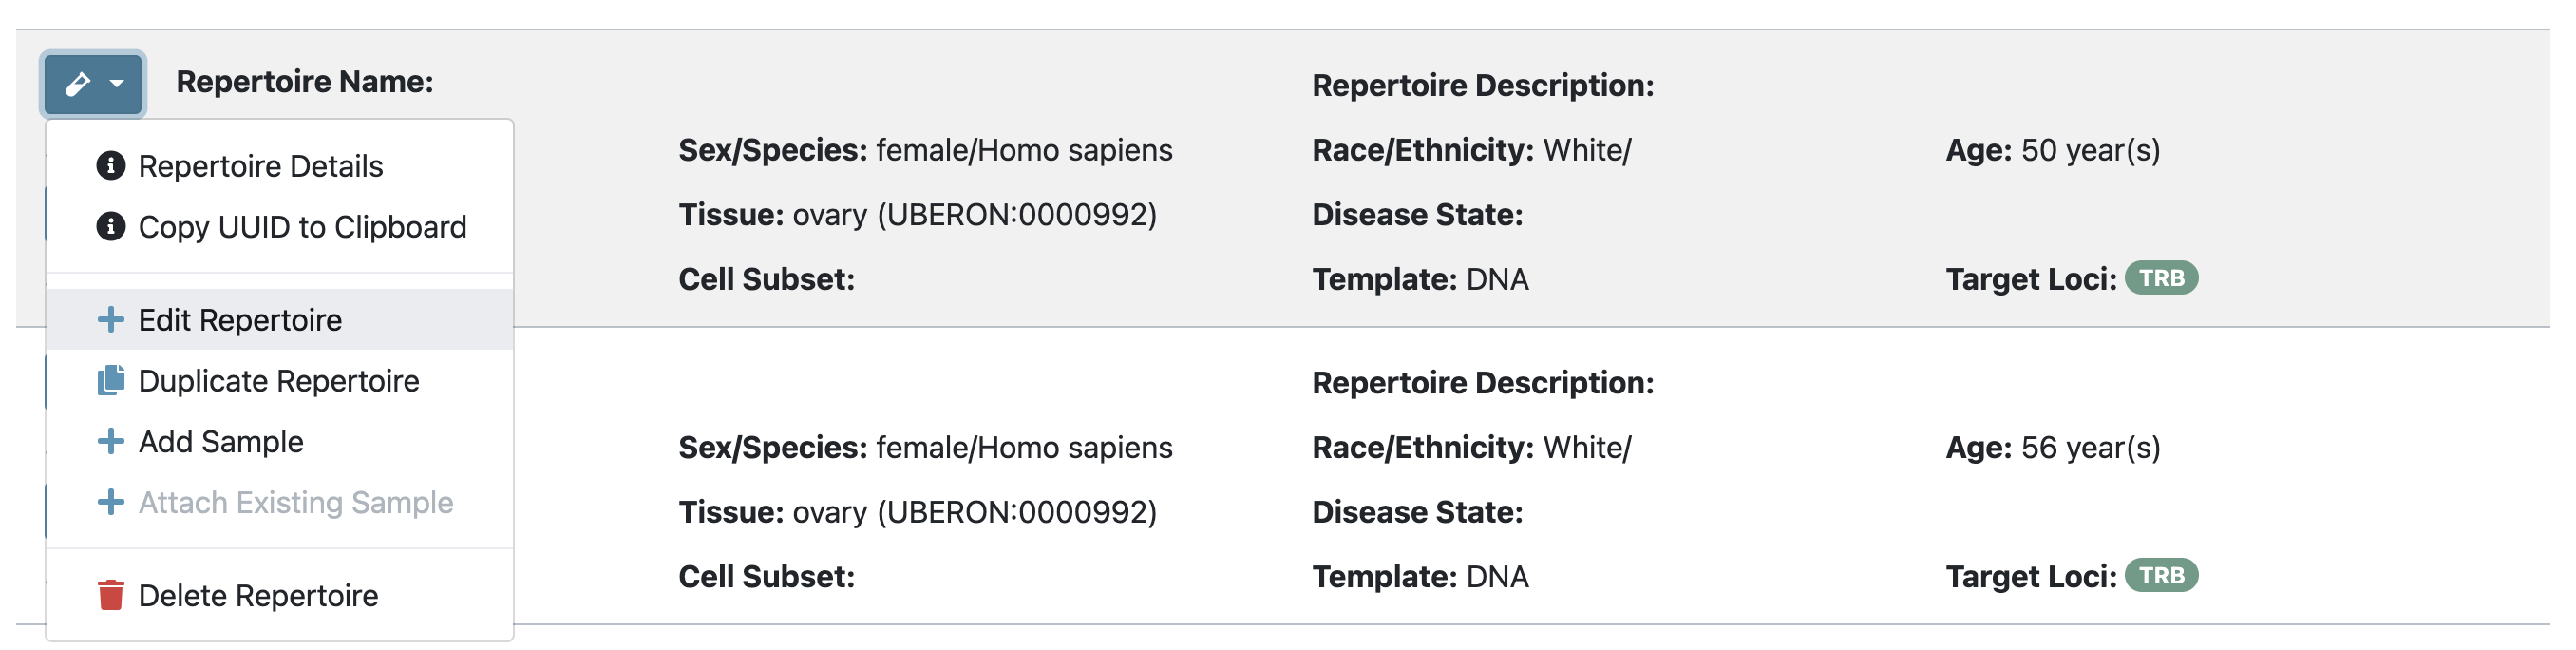 Repertoire Name:
Repertoire Description:
Repertoire Details
Copy UUID to Clipboard
Edit Repertoire
Duplicate Repertoire
Add Sample
Attach Existing Sample
Delete Repertoire
Sex/Species: female/Homo sapiens
Race/Ethnicity: White/
Age: 50 year(s)
Tissue: ovary (UBERON:0000992)
Disease State:
Cell Subset:
Template: DNA
Target Loci: TRB
Repertoire Description:
Sex/Species: female/Homo sapiens
Race/Ethnicity: White/
Age: 56 year(s)
Tissue: ovary (UBERON:0000992)
Disease State:
Cell Subset:
Template: DNA
Target Loci: TRB